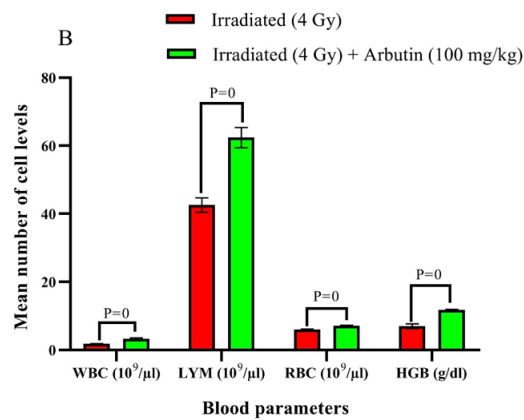 B
Irradiated (4 Gy)
Irradiated (4 Gy) + Arbutin (100 mg/kg)
Mean number of cell levels
80
60
40
20
0
P=0
P=0
P=0
P=0
WBC (10⁹/µl)
LYM (10⁹/µl)
RBC (10⁹/µl)
HGB (g/dl)
Blood parameters